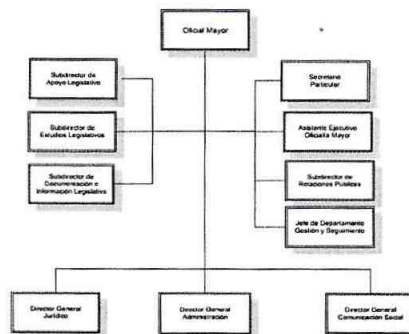 Oficial Mayor
Subdirector de
Apoyo Legislativo
Secretario
Particular
Subdirector de
Estudios Legislativos
Asistente Ejecutivo
Oficialía Mayor
Subdirector de
Documentación e
Información Legislativa
Subdirector de
Relaciones Públicas
Jefe de Departamento
Gestión y Seguimiento
Director General
Jurídico
Director General
Administración
Director General
Comunicación Social